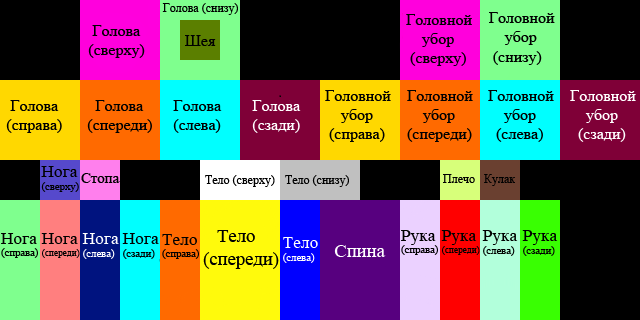 Голова
(сверху)
Голова (снизу)
Шея
Головной
убор
(сверху)
Головной
убор
(снизу)
Голова
(справа)
Голова
(спереди)
Голова
(слева)
Голова
(сзади)
Головной
убор
(справа)
Головной
убор
(спереди)
Головной
убор
(слева)
Головной
убор
(сзади)
Нога
(сверху)
Стопа
Тело (сверху)
Тело (снизу)
Плечо
Кулак
Нога
(справа)
Нога
(спереди)
Нога
(слева)
Нога
(сзади)
Тело
(справа)
Тело
(спереди)
Тело
(слева)
Спина
Рука
(справа)
Рука
(спереди)
Рука
(слева)
Рука
(сзади)